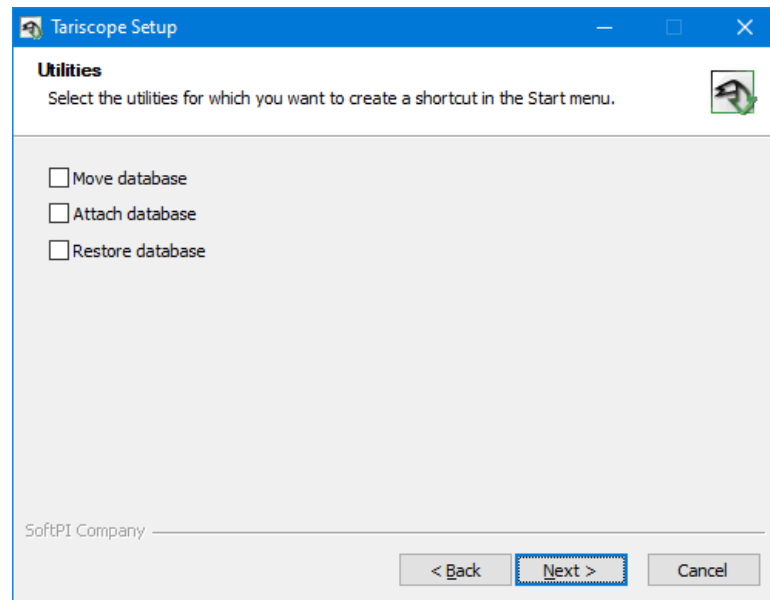 Tariscope Setup
Utilities
Select the utilities for which you want to create a shortcut in the Start menu.
Move database
Attach database
Restore database
SoftPI Company
< Back
Next >
Cancel